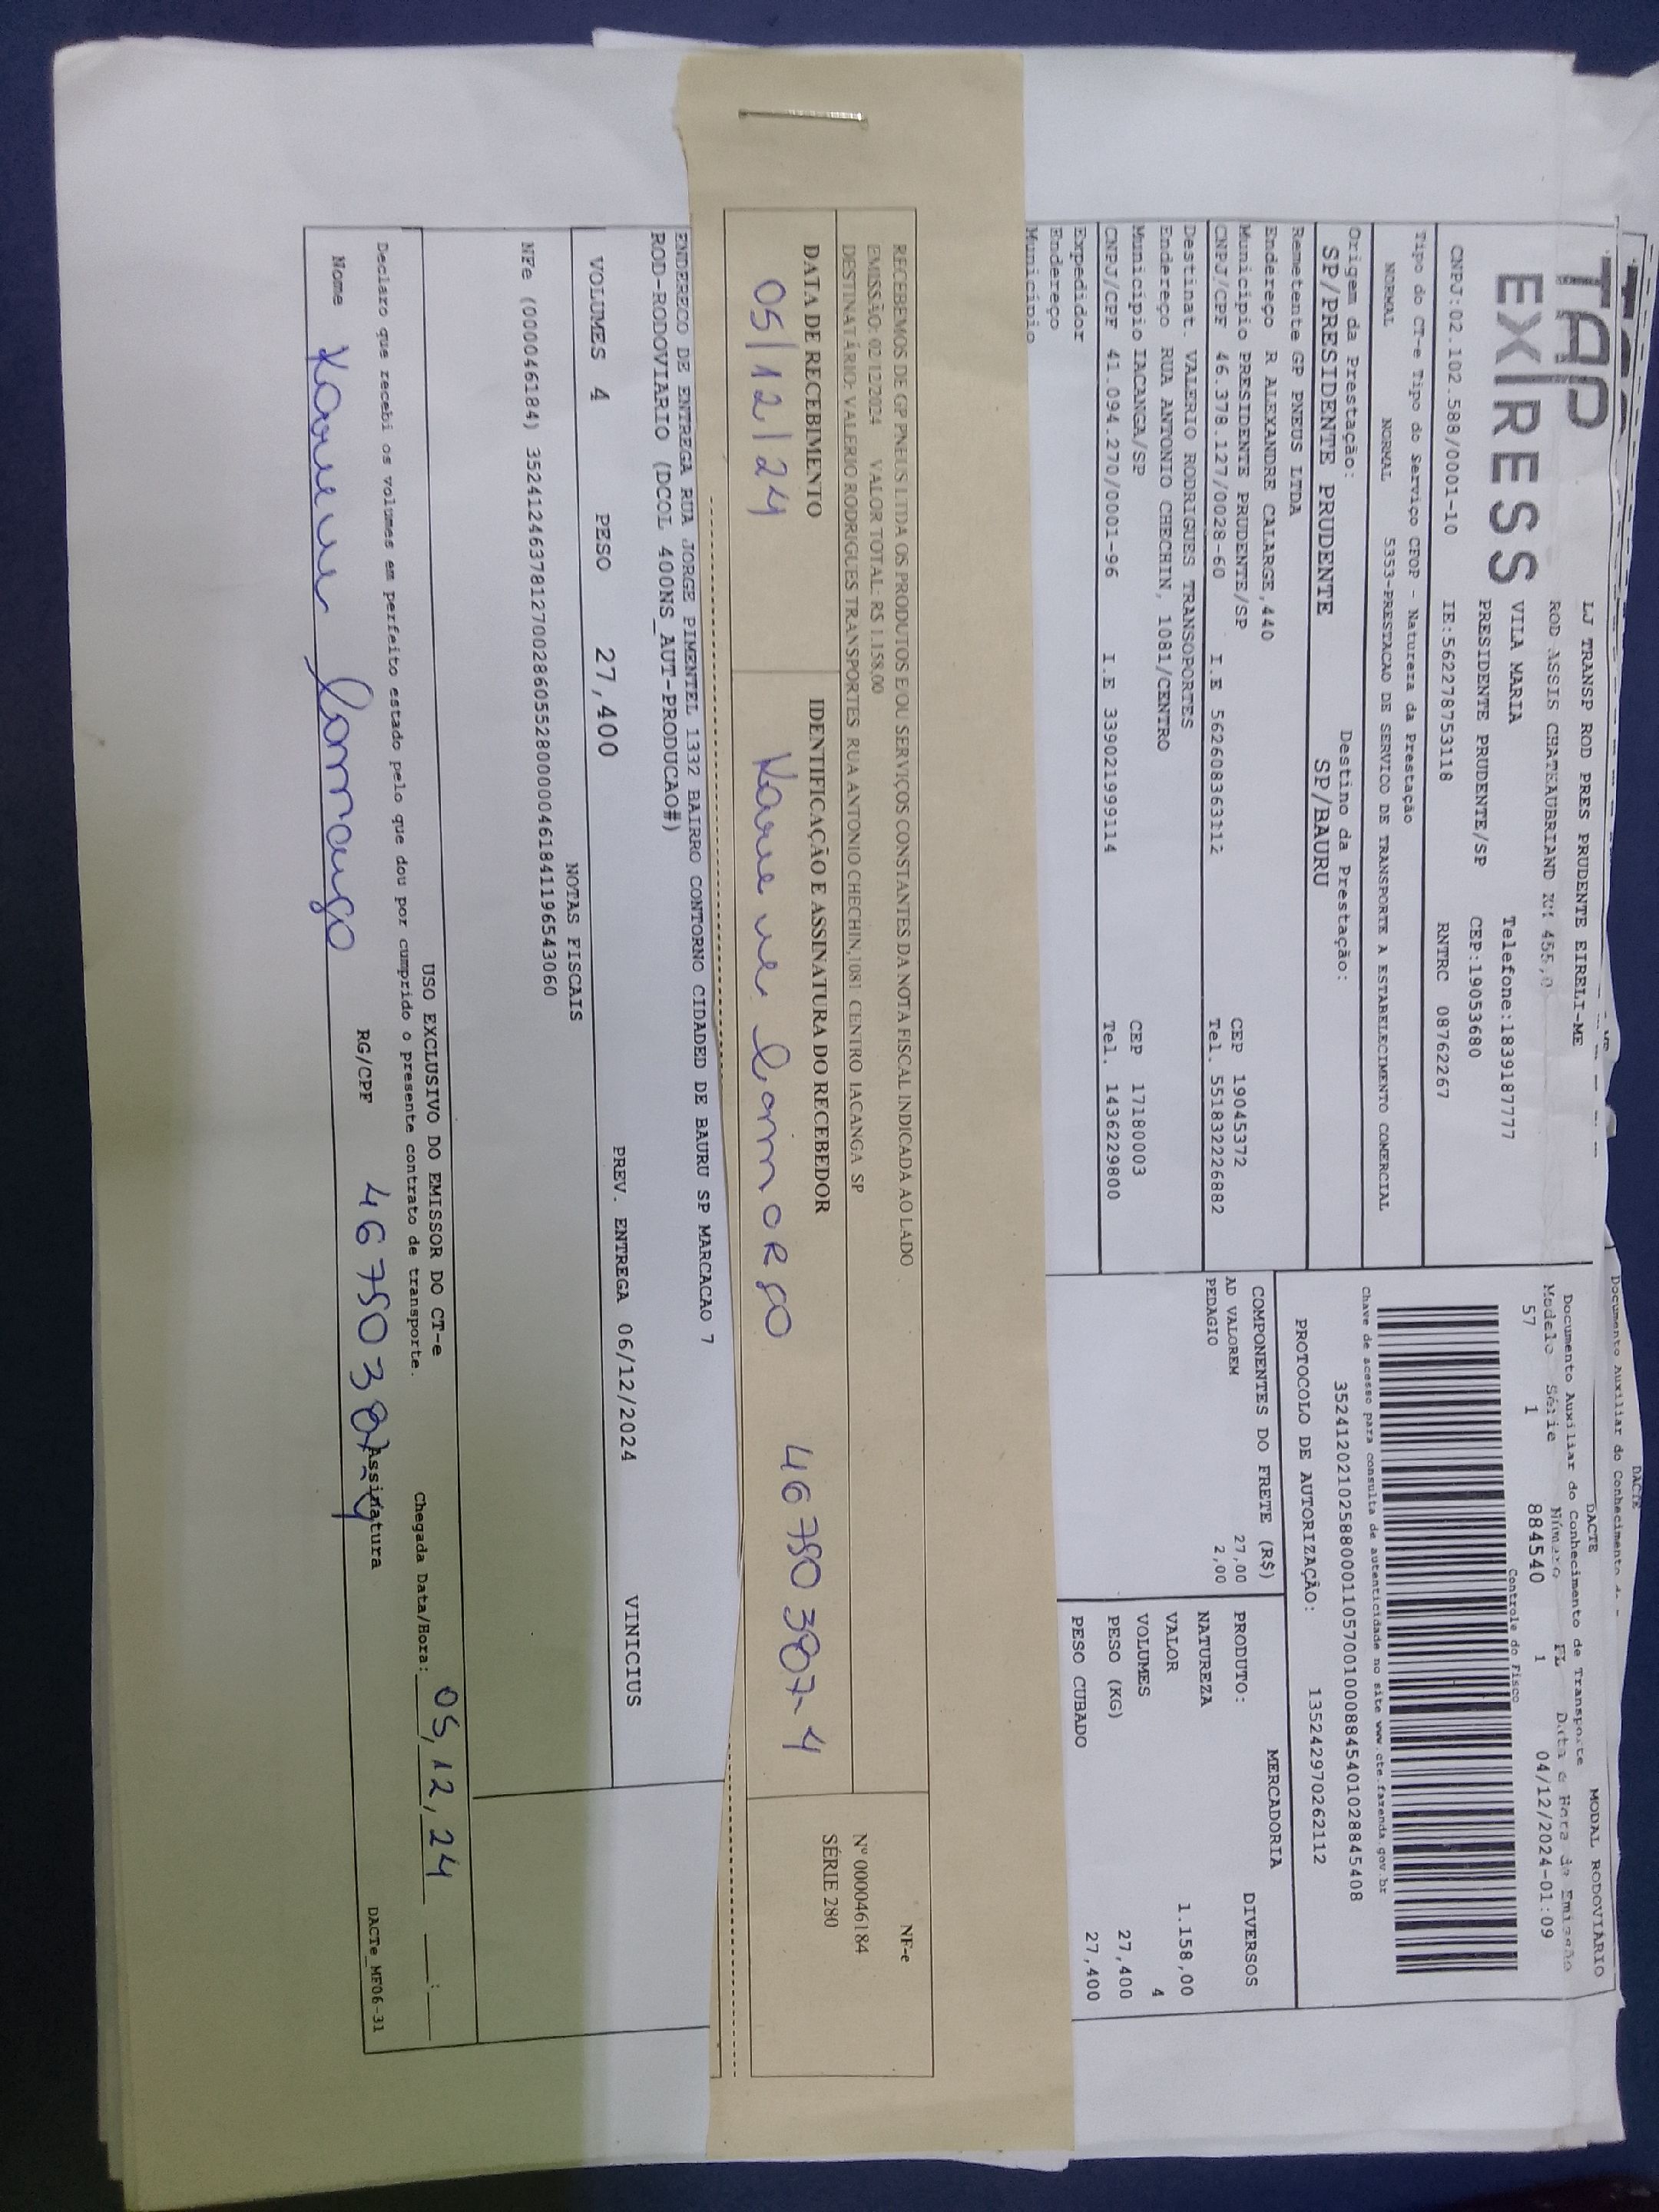 DACTE
Documento Auxiliar do Conhecimento de
TAP
EXPRESS
LJ TRANSP ROD PRES PRUDENTE EIRELI-ME
ROD ASSIS CHATEAUBRIAND KM 455,0
VILA MARIA Telefone:1839187777
PRESIDENTE PRUDENTE/SP CEP:19053680
CNPJ:02.102.588/0001-10 IE:562278753118 RNTRC 08762267
DACTE MODAL RODOVIÁRIO
Documento Auxiliar do Conhecimento de Transporte
Modelo Série Número FL Data e Hora de Emissão
57 1 884540 1 04/12/2024-01:09
Controle do Fisco
Chave de acesso para consulta de autenticidade no site www.cte.fazenda.gov.br
35241202102588000110570010008845401028845408
PROTOCOLO DE AUTORIZAÇÃO: 135242970262112
Tipo do CT-e Tipo do Serviço CFOP - Natureza da Prestação
NORMAL NORMAL 5353-PRESTACAO DE SERVICO DE TRANSPORTE A ESTABELECIMENTO COMERCIAL
Origem da Prestação: Destino da Prestação:
SP/PRESIDENTE PRUDENTE SP/BAURU
Remetente GP PNEUS LTDA
Endereço R ALEXANDRE CALARGE,440
Município PRESIDENTE PRUDENTE/SP CEP 19045372
CNPJ/CPF 46.378.127/0028-60 I.E 562608363112 Tel. 5518322226882
Destinat. VALERIO RODRIGUES TRANSOPORTES
Endereço RUA ANTONIO CHECHIN, 1081/CENTRO
Município IACANGA/SP CEP 17180003
CNPJ/CPF 41.094.270/0001-96 I.E 339021999114 Tel. 1436229800
Expedidor
Endereço
Município
COMPONENTES DO FRETE (R$)
AD VALOREM 27,00
PEDAGIO 2,00
MERCADORIA
PRODUTO: DIVERSOS
NATUREZA
VALOR 1.158,00
VOLUMES 4
PESO (KG) 27,400
PESO CUBADO 27,400
RECEBEMOS DE GP PNEUS LTDA OS PRODUTOS E/OU SERVIÇOS CONSTANTES DA NOTA FISCAL INDICADA AO LADO
EMISSÃO: 02/12/2024 VALOR TOTAL: R$ 1.158,00
DESTINATÁRIO: VALERIO RODRIGUES TRANSPORTES RUA ANTONIO CHECHIN,1081 CENTRO IACANGA SP
NF-e
Nº 000046184
SÉRIE 280
DATA DE RECEBIMENTO IDENTIFICAÇÃO E ASSINATURA DO RECEBEDOR
05/12/24 46750387-4
ENDERECO DE ENTREGA RUA JORGE PIMENTEL 1332 BAIRRO CONTORNO CIDADED DE BAURU SP MARCACAO 7
ROD-RODOVIARIO (DCOL 400NS_AUT-PRODUCAO#)
VOLUMES 4 PESO 27,400 PREV. ENTREGA 06/12/2024 VINICIUS
NOTAS FISCAIS
NFe (000046184) 35241246378127002860552800000461841196543060
USO EXCLUSIVO DO EMISSOR DO CT-e
Declaro que recebi os volumes em perfeito estado pelo que dou por cumprido o presente contrato de transporte. Chegada Data/Hora: 05/12/24 __:__
Nome RG/CPF 46750387-4 Assinatura
DACTe_MF06-31